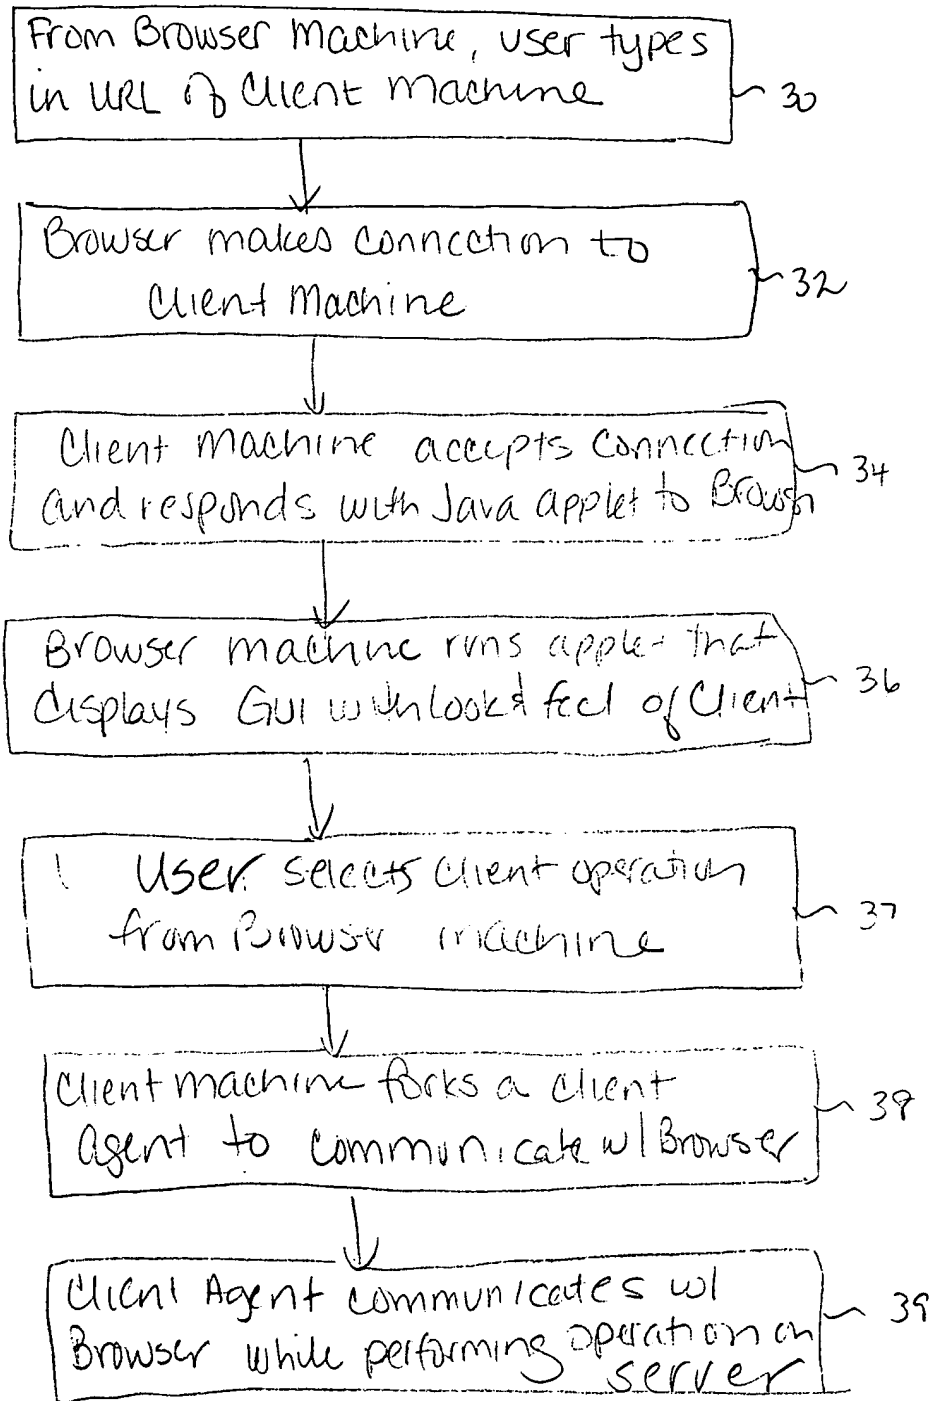 From Browser Machine, user types
in URL of Client Machine
30
Browser makes connection to
Client Machine
32
Client Machine accepts connection
and responds with Java applet to Browsr
34
Browser machine runs applet that
displays GUI with look & feel of Client
36
User selects client operation
from Browser machine
37
Client machine forks a client
Agent to communicate w/ Browser
38
Client Agent communicates w/
Browser while performing operation on
server
39